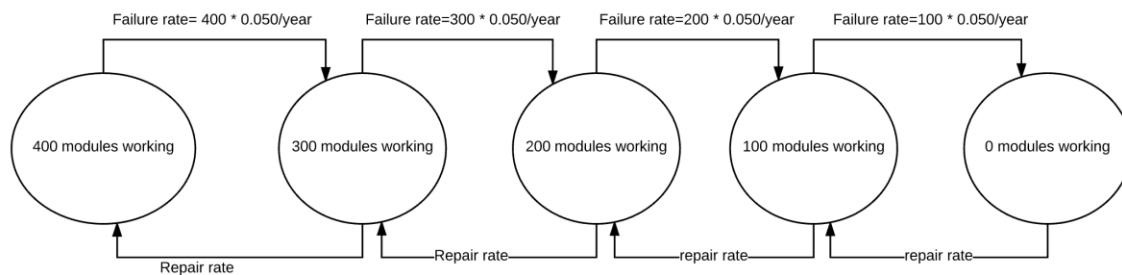 Failure rate= 400 * 0.050/year
Failure rate=300 * 0.050/year
Failure rate=200 * 0.050/year
Failure rate=100 * 0.050/year
400 modules working
300 modules working
200 modules working
100 modules working
0 modules working
Repair rate
Repair rate
repair rate
repair rate